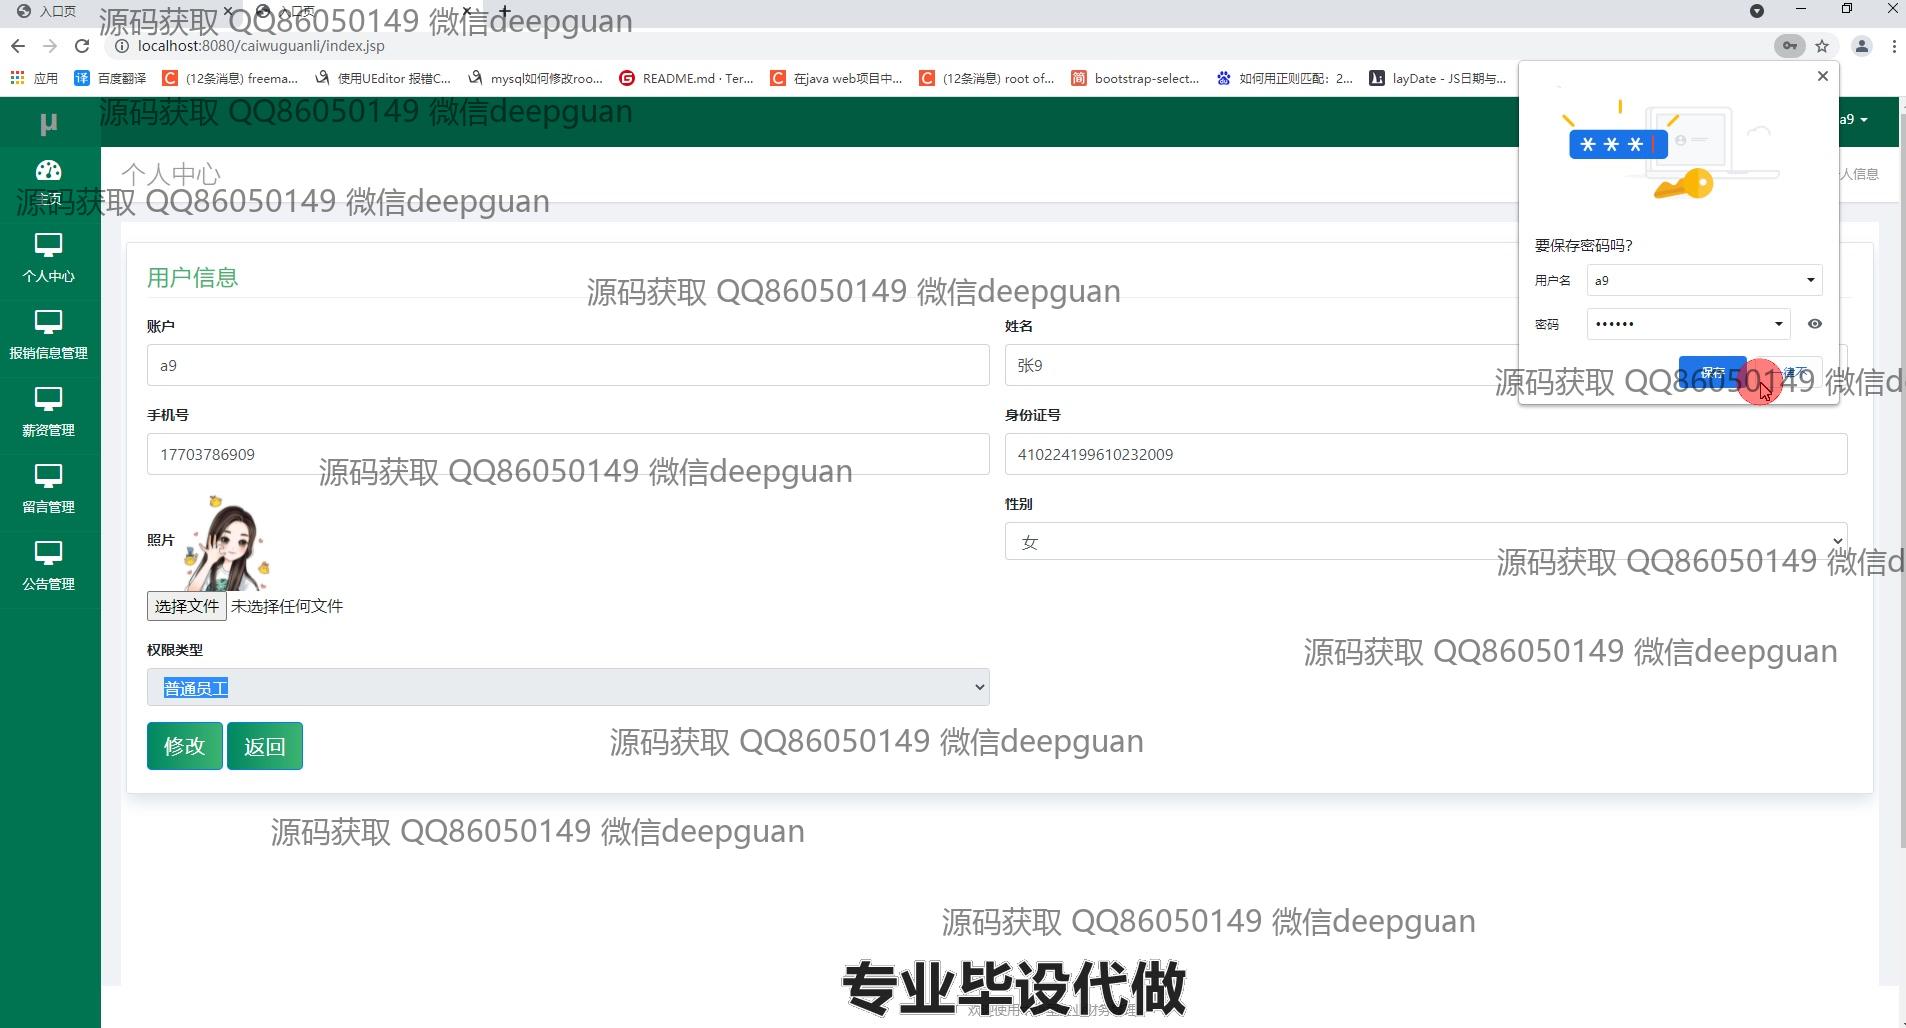 入口页
入口页
源码获取 QQ86050149 微信deepguan
localhost:8080/caiwuguanli/index.jsp
应用
百度翻译
(12条消息) freema...
使用UEditor 报错C...
mysql如何修改roo...
README.md · Ter...
在java web项目中...
(12条消息) root of...
bootstrap-select...
如何用正则匹配：2...
layDate - JS日期与...
源码获取 QQ86050149 微信deepguan
μ
a9
主页
个人中心
人信息
源码获取 QQ86050149 微信deepguan
个人中心
报销信息管理
薪资管理
留言管理
公告管理
要保存密码吗？
用户名
a9
密码
••••••
保存
一律不
用户信息
源码获取 QQ86050149 微信deepguan
账户
a9
姓名
张9
源码获取 QQ86050149 微信d
手机号
17703786909
身份证号
410224199610232009
源码获取 QQ86050149 微信deepguan
照片
性别
女
源码获取 QQ86050149 微信d
选择文件 未选择任何文件
权限类型
普通员工
源码获取 QQ86050149 微信deepguan
修改
返回
源码获取 QQ86050149 微信deepguan
源码获取 QQ86050149 微信deepguan
源码获取 QQ86050149 微信deepguan
专业毕设代做